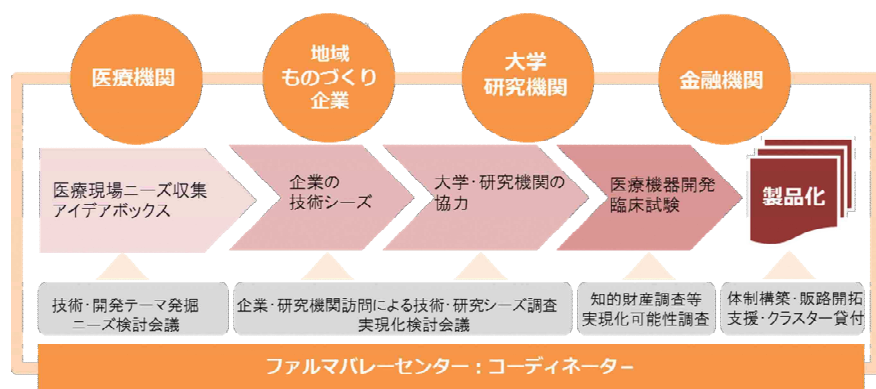 医療機関
地域
ものづくり
企業
大学
研究機関
金融機関
医療現場ニーズ収集
アイデアボックス
企業の
技術シーズ
大学・研究機関の
協力
医療機器開発
臨床試験
製品化
技術・開発テーマ発掘
ニーズ検討会議
企業・研究機関訪問による技術・研究シーズ調査
実現化検討会議
知的財産調査等
実現化可能性調査
体制構築・販路開拓
支援・クラスター貸付
ファルマバレーセンター：コーディネーター